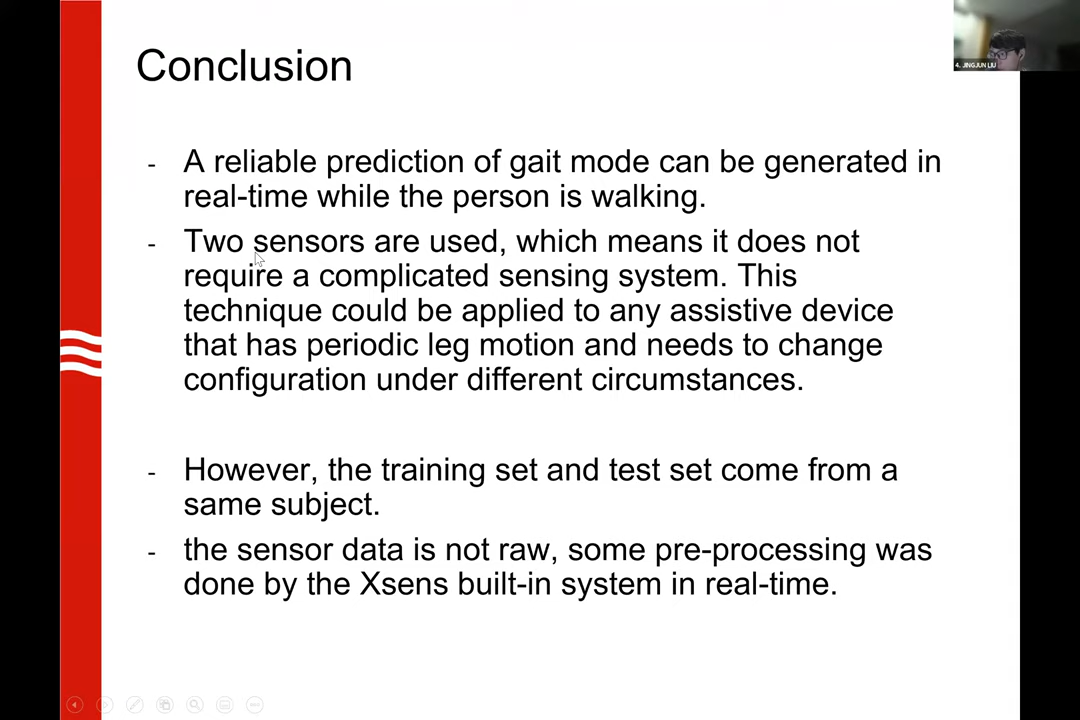 Conclusion
4. JINGJUN LIU
- A reliable prediction of gait mode can be generated in
real-time while the person is walking.
- Two sensors are used, which means it does not
require a complicated sensing system. This
technique could be applied to any assistive device
that has periodic leg motion and needs to change
configuration under different circumstances.
- However, the training set and test set come from a
same subject.
- the sensor data is not raw, some pre-processing was
done by the Xsens built-in system in real-time.